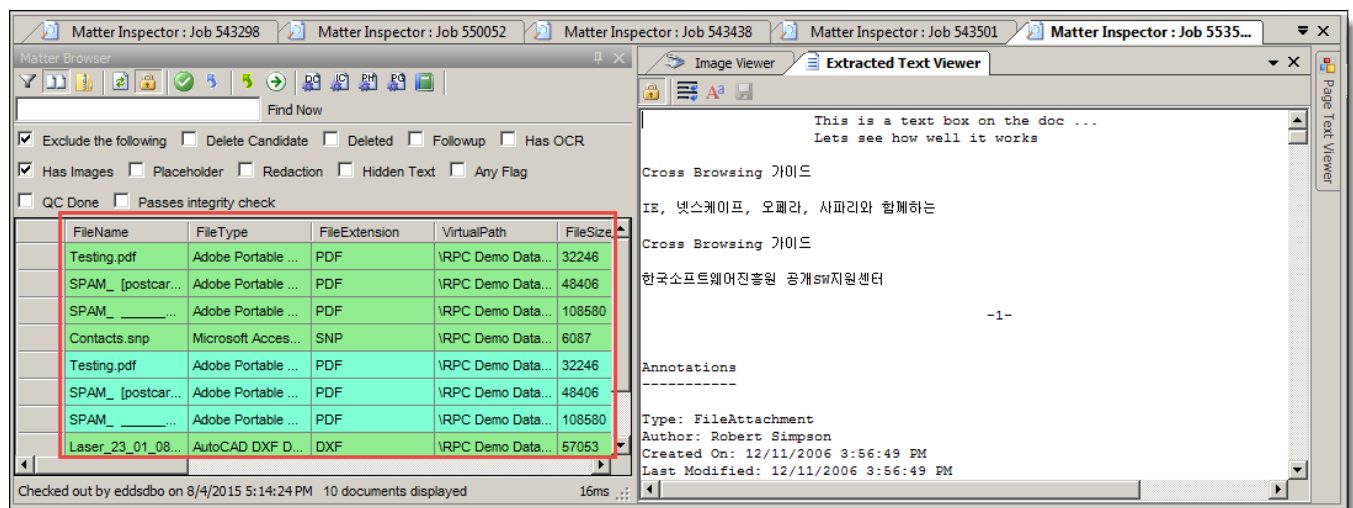 Matter Inspector : Job 543298 Matter Inspector : Job 550052 Matter Inspector : Job 543438 Matter Inspector : Job 543501 Matter Inspector : Job 5535...
Matter Browser
Find Now
Exclude the following Delete Candidate Deleted Followup Has OCR
Has Images Placeholder Redaction Hidden Text Any Flag
QC Done Passes integrity check
FileName FileType FileExtension VirtualPath FileSize
Testing.pdf Adobe Portable ... PDF \RPC Demo Data... 32246
SPAM_ [postcar... Adobe Portable ... PDF \RPC Demo Data... 48406
SPAM_ ______... Adobe Portable ... PDF \RPC Demo Data... 108580
Contacts.snp Microsoft Acces... SNP \RPC Demo Data... 6087
Testing.pdf Adobe Portable ... PDF \RPC Demo Data... 32246
SPAM_ [postcar... Adobe Portable ... PDF \RPC Demo Data... 48406
SPAM_ ______... Adobe Portable ... PDF \RPC Demo Data... 108580
Laser_23_01_08... AutoCAD DXF D... DXF \RPC Demo Data... 57053
Checked out by eddsdbo on 8/4/2015 5:14:24 PM 10 documents displayed 16ms
Image Viewer Extracted Text Viewer
This is a text box on the doc ...
Lets see how well it works
Cross Browsing 가이드
IE, 넷스케이프, 오페라, 사파리와 함께하는
Cross Browsing 가이드
한국소프트웨어진흥원 공개SW지원센터
-1-
Annotations
-----------
Type: FileAttachment
Author: Robert Simpson
Created On: 12/11/2006 3:56:49 PM
Last Modified: 12/11/2006 3:56:49 PM
Page Text Viewer